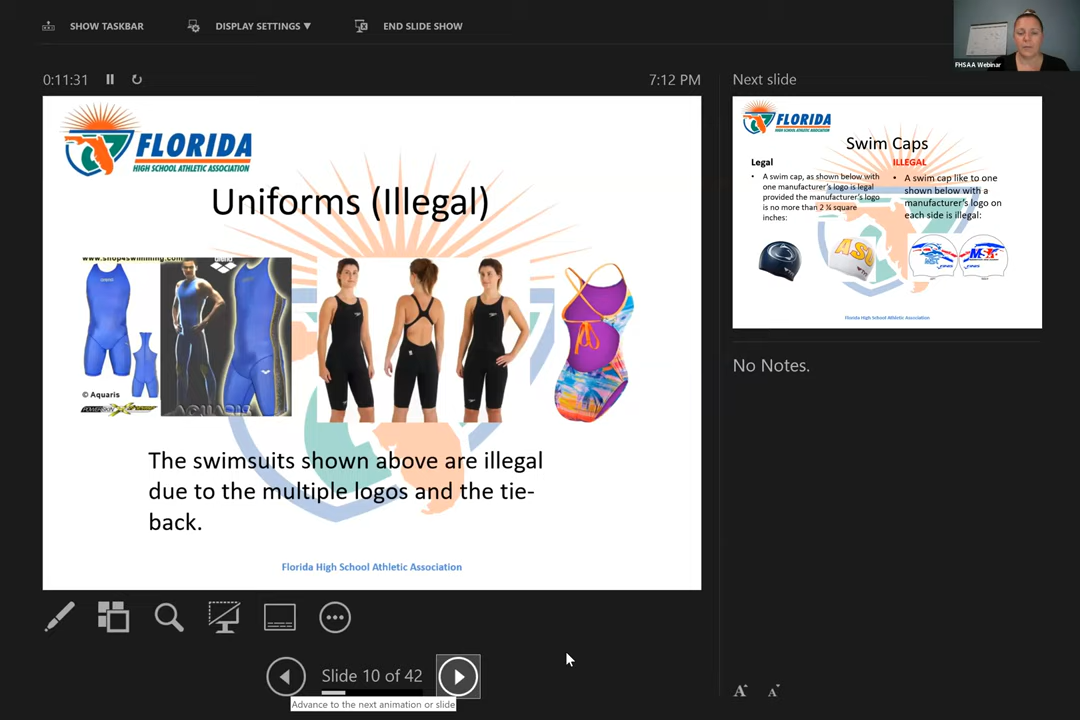 SHOW TASKBAR
DISPLAY SETTINGS ▼
END SLIDE SHOW
FHSAA Webinar
0:11:31
7:12 PM
FLORIDA
HIGH SCHOOL ATHLETIC ASSOCIATION
Uniforms (Illegal)
www.shop4swimming.com
arena
© Aquaris
POWERSKIN
AQUARIS
The swimsuits shown above are illegal
due to the multiple logos and the tie-
back.
Florida High School Athletic Association
Slide 10 of 42
Advance to the next animation or slide
Next slide
FLORIDA
HIGH SCHOOL ATHLETIC ASSOCIATION
Swim Caps
Legal
• A swim cap, as shown below with
one manufacturer's logo is legal
provided the manufacturer's logo
is no more than 2 ¼ square
inches:
ILLEGAL
• A swim cap like to one
shown below with a
manufacturer's logo on
each side is illegal:
ASU
MSK
Florida High School Athletic Association
No Notes.
A A